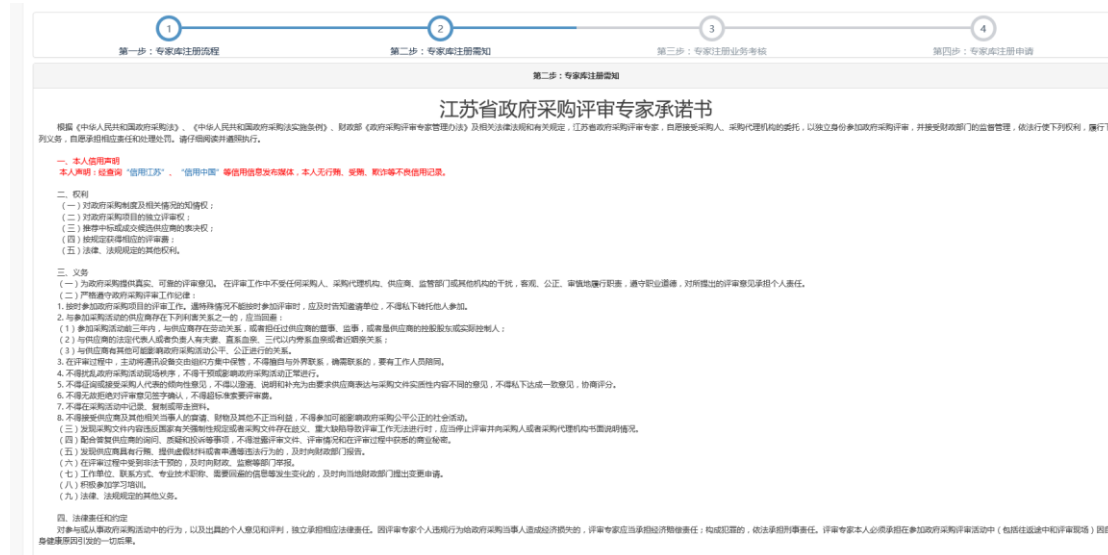 1
2
3
4
第一步：专家库注册流程
第二步：专家库注册需知
第三步：专家注册业务考核
第四步：专家库注册申请
第二步：专家库注册需知
江苏省政府采购评审专家承诺书
根据《中华人民共和国政府采购法》、《中华人民共和国政府采购法实施条例》、财政部《政府采购评审专家管理办法》及相关法律法规和有关规定，江苏省政府采购评审专家，自愿接受采购人、采购代理机构的委托，以独立身份参加政府采购评审，并接受财政部门的监督管理，依法行使下列权利，履行下
列义务，自愿承担相应责任和处理处罚。请仔细阅读并遵照执行。
一、本人信用声明
本人声明：经查询“信用江苏”、“信用中国”等信用信息发布媒体，本人无行贿、受贿、欺诈等不良信用记录。
二、权利
（一）对政府采购制度及相关情况的知情权；
（二）对政府采购项目的独立评审权；
（三）推荐中标或成交候选供应商的表决权；
（四）按规定获得相应的评审费；
（五）法律、法规规定的其他权利。
三、义务
（一）为政府采购提供真实、可靠的评审意见。在评审工作中不受任何采购人、采购代理机构、供应商、监管部门或其他机构的干扰，客观、公正、审慎地履行职责，遵守职业道德，对所提出的评审意见承担个人责任。
（二）严格遵守政府采购评审工作纪律：
1.按时参加政府采购项目的评审工作。遇特殊情况不能按时参加评审时，应及时告知邀请单位，不得私下转托他人参加。
2.与参加采购活动的供应商存在下列利害关系之一的，应当回避：
（1）参加采购活动前三年内，与供应商存在劳动关系，或者担任过供应商的董事、监事，或者是供应商的控股股东或实际控制人；
（2）与供应商的法定代表人或者负责人有夫妻、直系血亲、三代以内旁系血亲或者近姻亲关系；
（3）与供应商有其他可能影响政府采购活动公平、公正进行的关系。
3.在评审过程中，主动将通讯设备交由组织方集中保管，不得擅自与外界联系，确需联系的，要有工作人员陪同。
4.不得扰乱政府采购活动现场秩序，不得干预或影响政府采购活动正常进行。
5.不得征询或接受采购人代表的倾向性意见，不得以澄清、说明和补充为由要求供应商表达与采购文件实质性内容不同的意见，不得私下达成一致意见，协商评分。
6.不得无故拒绝对评审意见签字确认，不得超标准索要评审费。
7.不得在采购活动中记录、复制或带走资料。
8.不得接受供应商及其他相关当事人的宴请、财物及其他不正当利益，不得参加可能影响政府采购公平公正的社会活动。
（三）发现采购文件内容违反国家有关强制性规定或者采购文件存在歧义、重大缺陷导致评审工作无法进行时，应当停止评审并向采购人或者采购代理机构书面说明情况。
（四）配合答复供应商的询问、质疑和投诉等事项，不得泄露评审文件、评审情况和在评审过程中获悉的商业秘密。
（五）发现供应商具有行贿、提供虚假材料或者串通等违法行为的，及时向财政部门报告。
（六）在评审过程中受到非法干预的，及时向财政、监察等部门举报。
（七）工作单位、联系方式、专业技术职称、需要回避的信息等发生变化的，及时向当地财政部门提出变更申请。
（八）积极参加学习培训。
（九）法律、法规规定的其他义务。
四、法律责任和约定
对参与或从事政府采购活动中的行为，以及出具的个人意见和评判，独立承担相应法律责任。因评审专家个人违规行为给政府采购当事人造成经济损失的，评审专家应当承担经济赔偿责任；构成犯罪的，依法承担刑事责任。评审专家本人必须承担在参加政府采购评审活动中（包括往返途中和评审现场）因
身健康原因引发的一切后果。